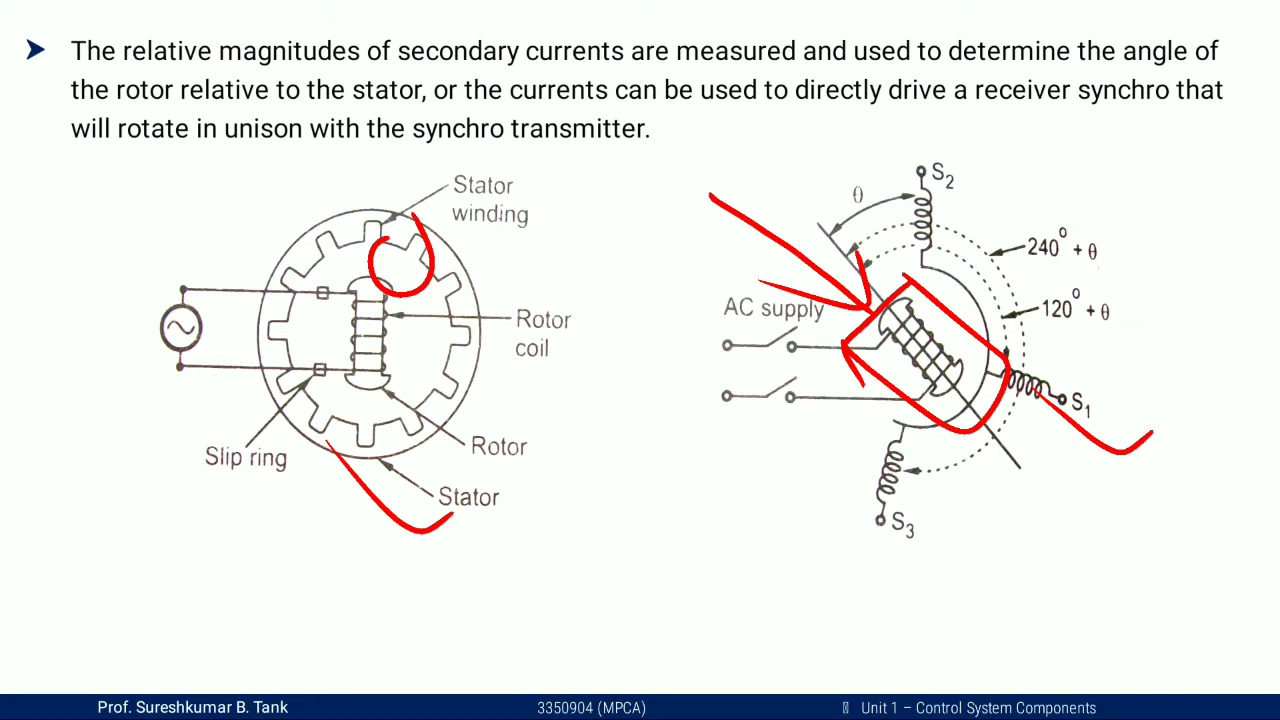 The relative magnitudes of secondary currents are measured and used to determine the angle of
the rotor relative to the stator, or the currents can be used to directly drive a receiver synchro that
will rotate in unison with the synchro transmitter.
Stator
winding
Rotor
coil
Slip ring
Rotor
Stator
S2
θ
240° + θ
120° + θ
AC supply
S1
S3
Prof. Sureshkumar B. Tank
3350904 (MPCA)
Unit 1 – Control System Components